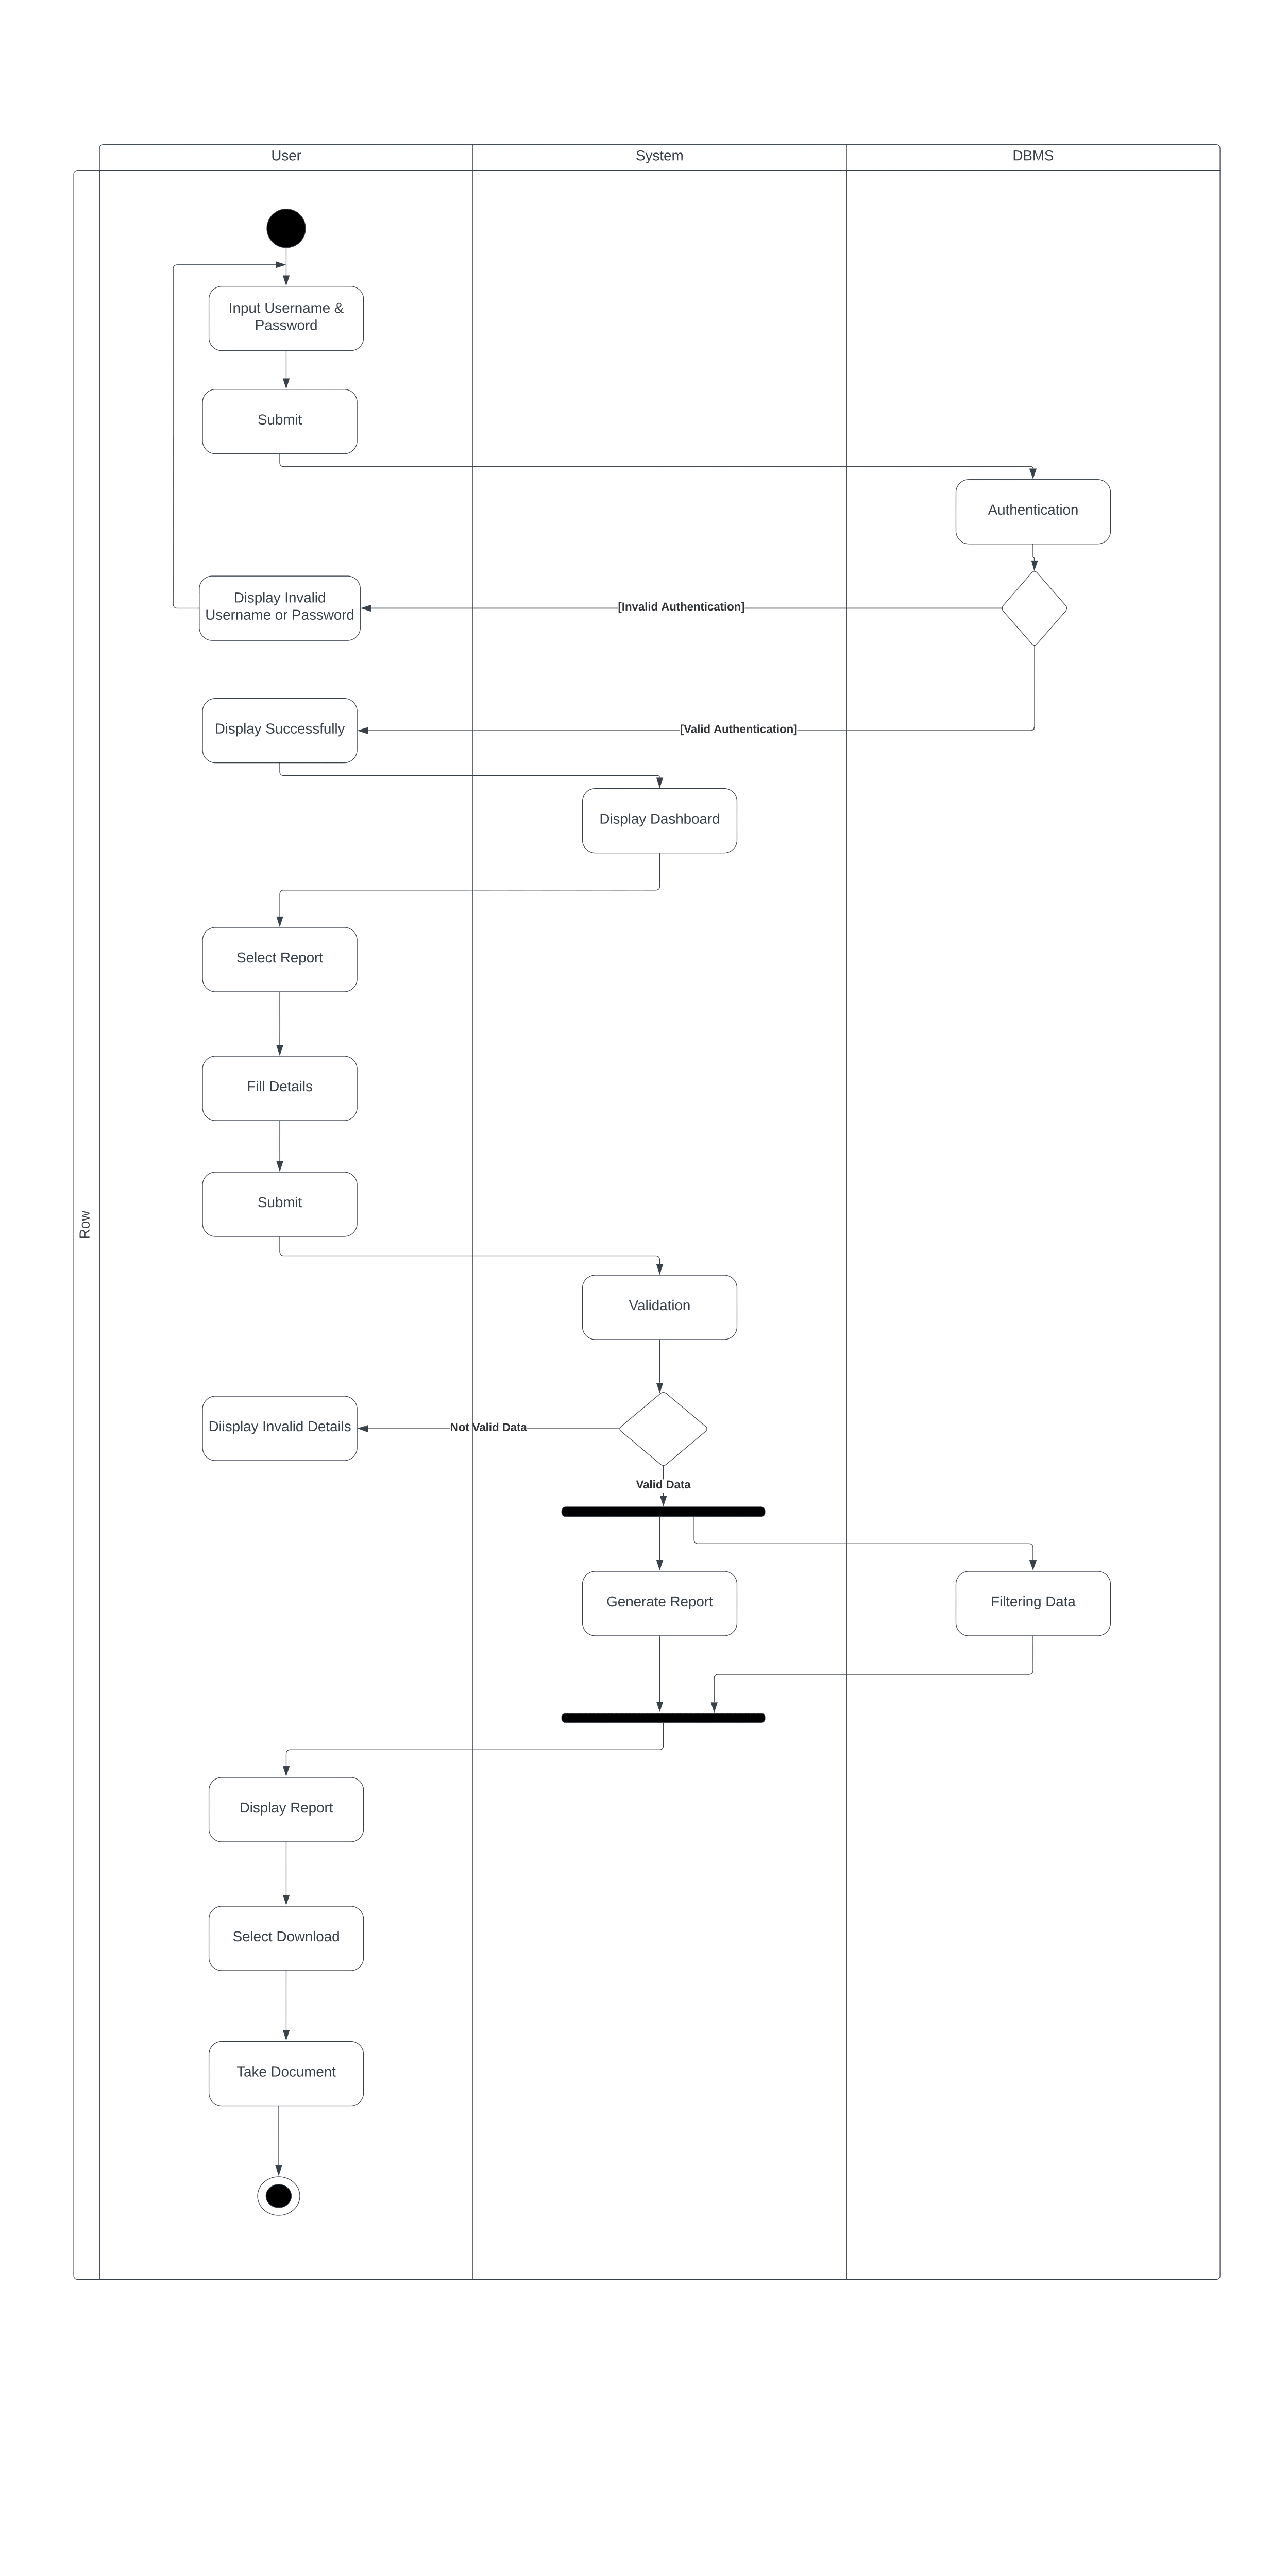 User
System
DBMS
Input Username &
Password
Submit
Authentication
Display Invalid
Username or Password
[Invalid Authentication]
Display Successfully
[Valid Authentication]
Display Dashboard
Select Report
Fill Details
Submit
Row
Validation
Diisplay Invalid Details
Not Valid Data
Valid Data
Generate Report
Filtering Data
Display Report
Select Download
Take Document